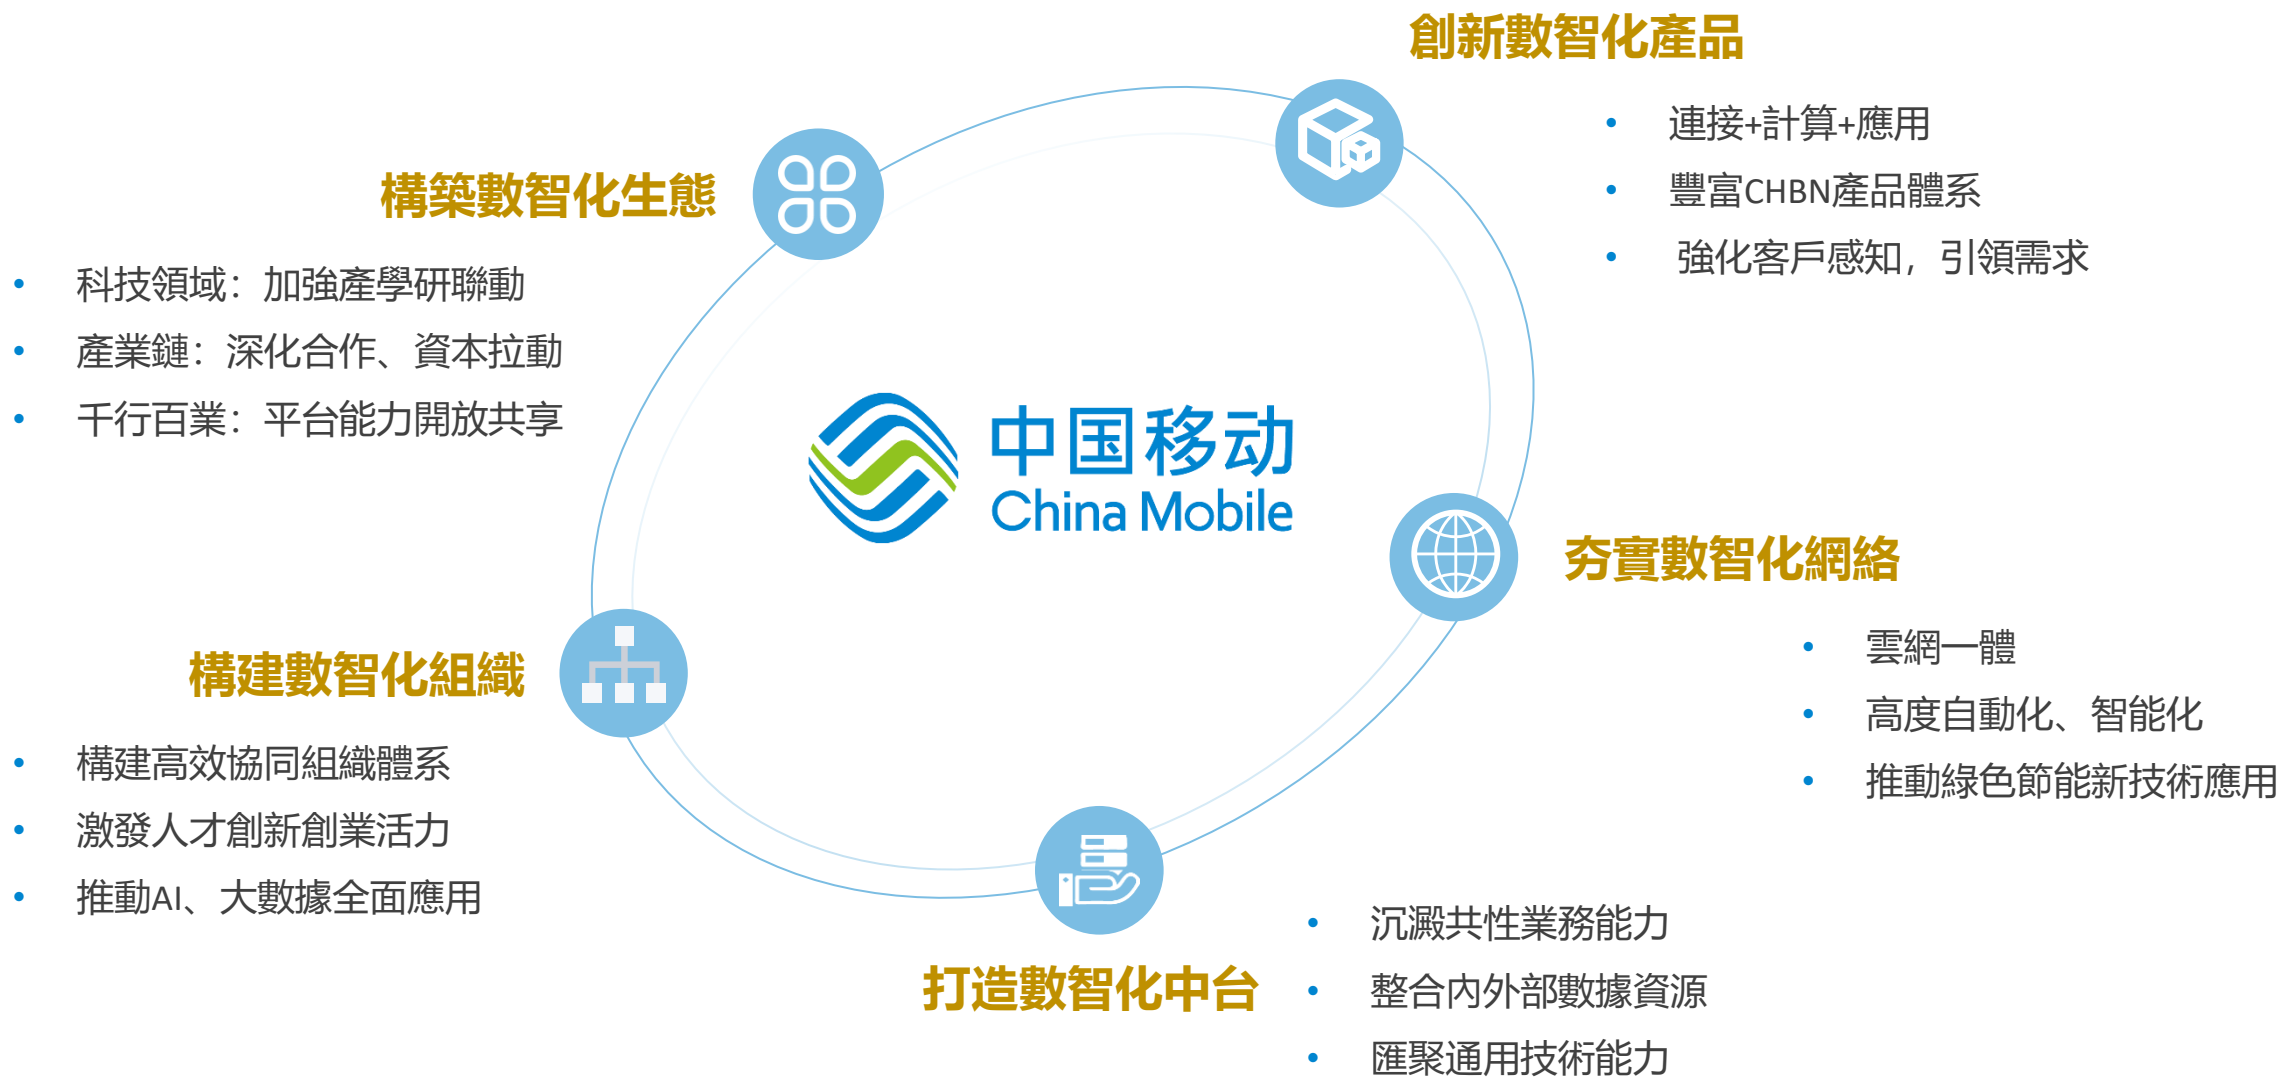 創新數智化產品
連接+計算+應用
豐富CHBN產品體系
強化客戶感知，引領需求
構築數智化生態
科技領域：加強產學研聯動
產業鏈：深化合作、資本拉動
千行百業：平台能力開放共享
中国移动
China Mobile
夯實數智化網絡
雲網一體
高度自動化、智能化
推動綠色節能新技術應用
構建數智化組織
構建高效協同組織體系
激發人才創新創業活力
推動AI、大數據全面應用
打造數智化中台
沉澱共性業務能力
整合內外部數據資源
匯聚通用技術能力